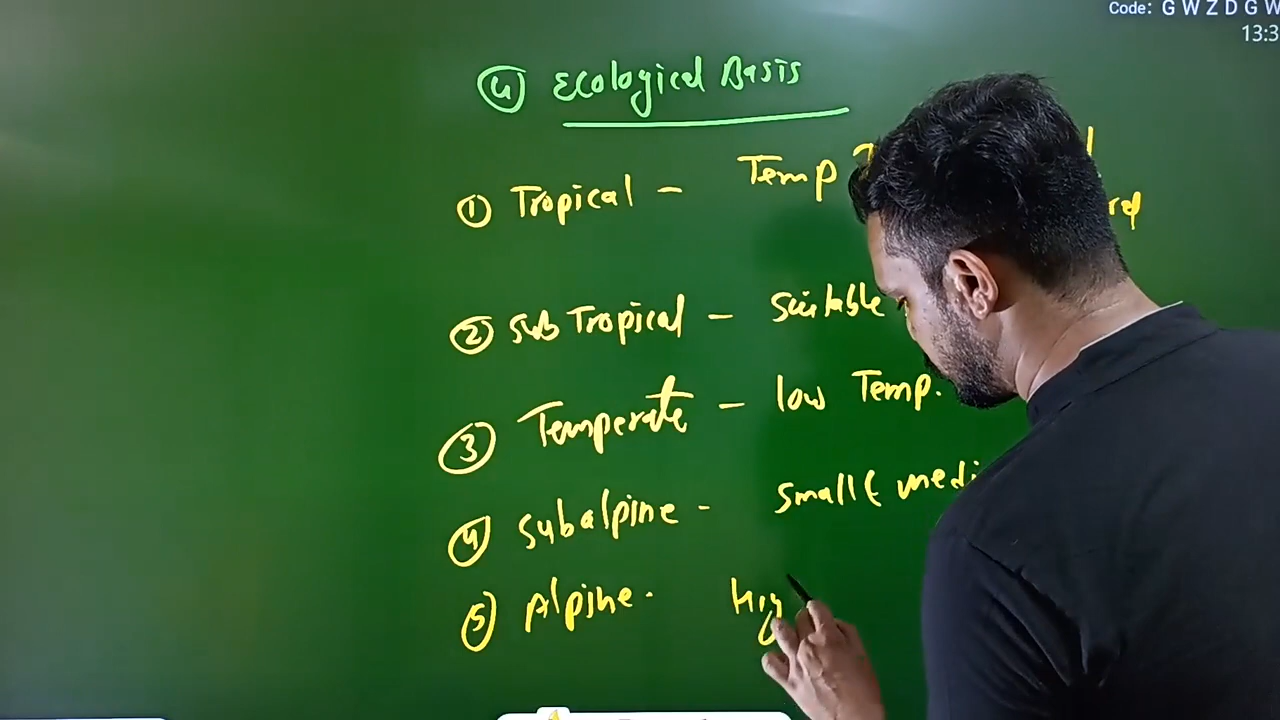 Code: G W Z D G W
13:3
④ Ecological Basis
① Tropical - Temp
② Sub Tropical - Suitable
③ Temperate - low Temp.
④ Subalpine - Small & medi
⑤ Alpine. Hig